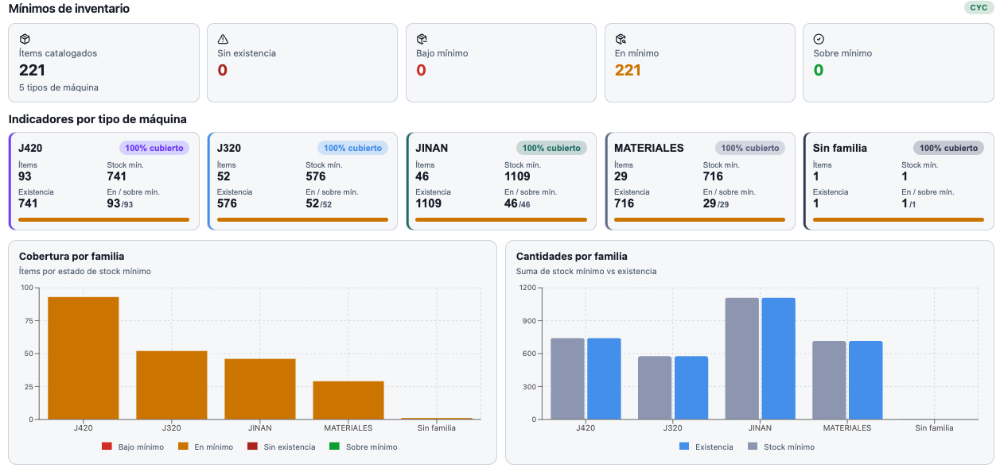 Mínimos de inventario
CYC
Ítems catalogados
221
5 tipos de máquina
Sin existencia
0
Bajo mínimo
0
En mínimo
221
Sobre mínimo
0
Indicadores por tipo de máquina
J420
100% cubierto
Ítems Stock mín.
93 741
Existencia En / sobre mín.
741 93/93
J320
100% cubierto
Ítems Stock mín.
52 576
Existencia En / sobre mín.
576 52/52
JINAN
100% cubierto
Ítems Stock mín.
46 1109
Existencia En / sobre mín.
1109 46/46
MATERIALES
100% cubierto
Ítems Stock mín.
29 716
Existencia En / sobre mín.
716 29/29
Sin familia
100% cubierto
Ítems Stock mín.
1 1
Existencia En / sobre mín.
1 1/1
Cobertura por familia
Ítems por estado de stock mínimo
100
75
50
25
0
J420 J320 JINAN MATERIALES Sin familia
Bajo mínimo En mínimo Sin existencia Sobre mínimo
Cantidades por familia
Suma de stock mínimo vs existencia
1200
900
600
300
0
J420 J320 JINAN MATERIALES Sin familia
Existencia Stock mínimo